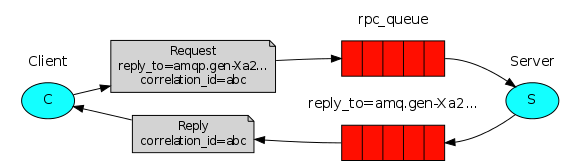 rpc_queue
Client
Request
reply_to=amqp.gen-Xa2...
correlation_id=abc
Server
C
S
reply_to=amq.gen-Xa2...
Reply
correlation_id=abc